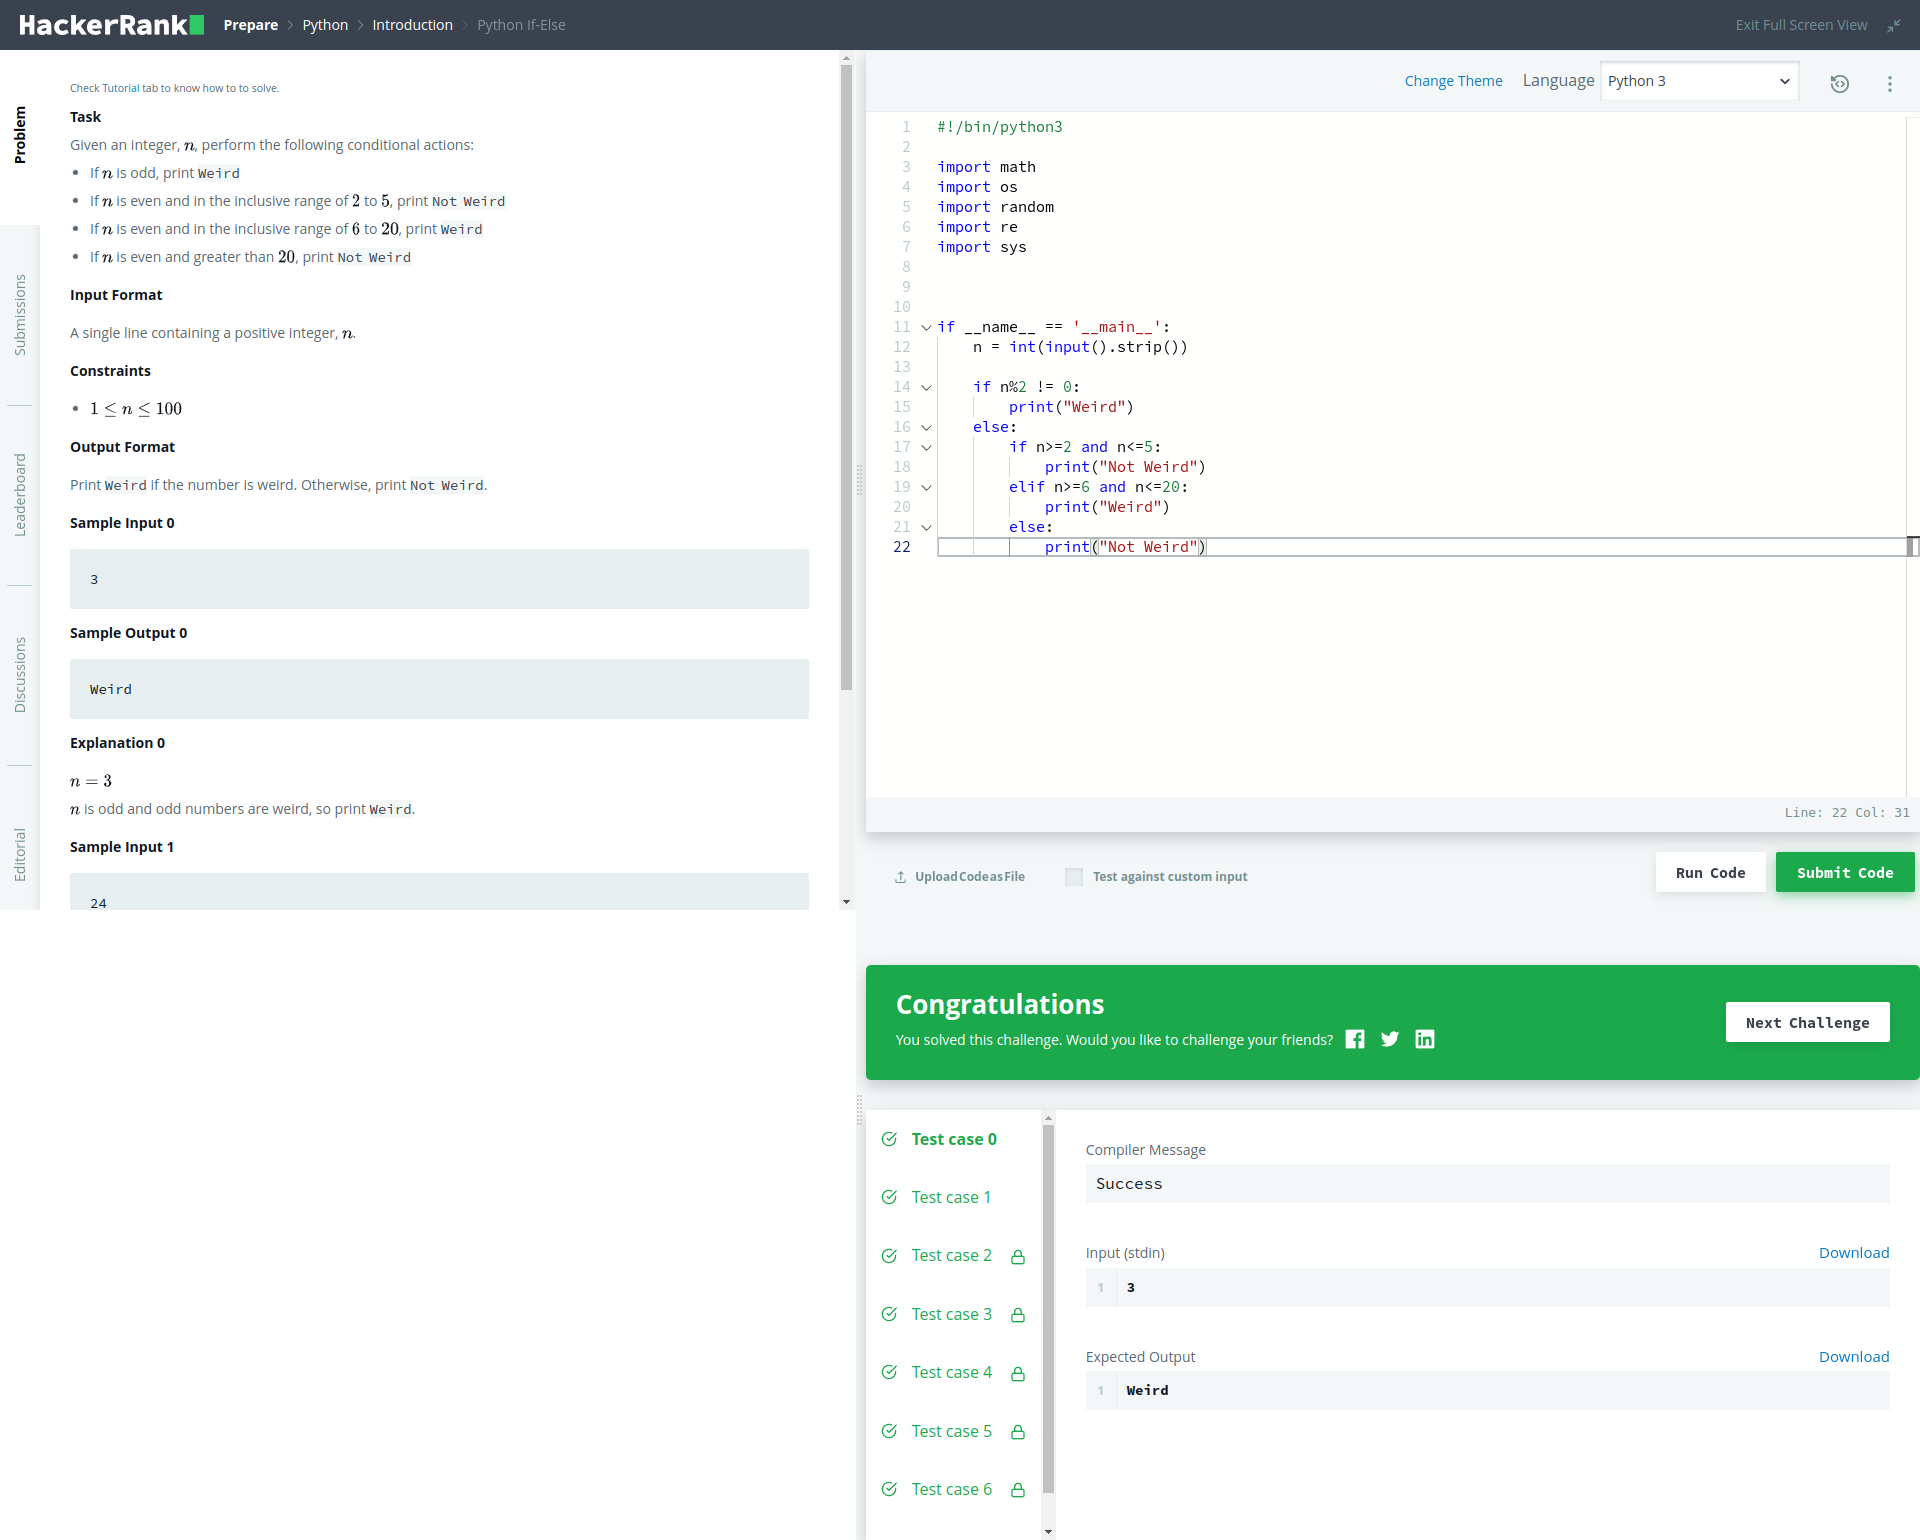 HackerRank Prepare > Python > Introduction > Python If-Else
Exit Full Screen View
Problem
Submissions
Leaderboard
Discussions
Editorial
Check Tutorial tab to know how to to solve.
Task
Given an integer, n, perform the following conditional actions:
• If n is odd, print Weird
• If n is even and in the inclusive range of 2 to 5, print Not Weird
• If n is even and in the inclusive range of 6 to 20, print Weird
• If n is even and greater than 20, print Not Weird
Input Format
A single line containing a positive integer, n.
Constraints
• 1 ≤ n ≤ 100
Output Format
Print Weird if the number is weird. Otherwise, print Not Weird.
Sample Input 0
3
Sample Output 0
Weird
Explanation 0
n = 3
n is odd and odd numbers are weird, so print Weird.
Sample Input 1
24
Change Theme Language Python 3
1 #!/bin/python3
2
3 import math
4 import os
5 import random
6 import re
7 import sys
8
9
10
11 if __name__ == '__main__':
12     n = int(input().strip())
13
14     if n%2 != 0:
15         print("Weird")
16     else:
17         if n>=2 and n<=5:
18             print("Not Weird")
19         elif n>=6 and n<=20:
20             print("Weird")
21         else:
22             print("Not Weird")
Line: 22 Col: 31
Upload Code as File
Test against custom input
Run Code
Submit Code
Congratulations
You solved this challenge. Would you like to challenge your friends?
Next Challenge
Test case 0
Test case 1
Test case 2
Test case 3
Test case 4
Test case 5
Test case 6
Compiler Message
Success
Input (stdin)
Download
1 3
Expected Output
Download
1 Weird